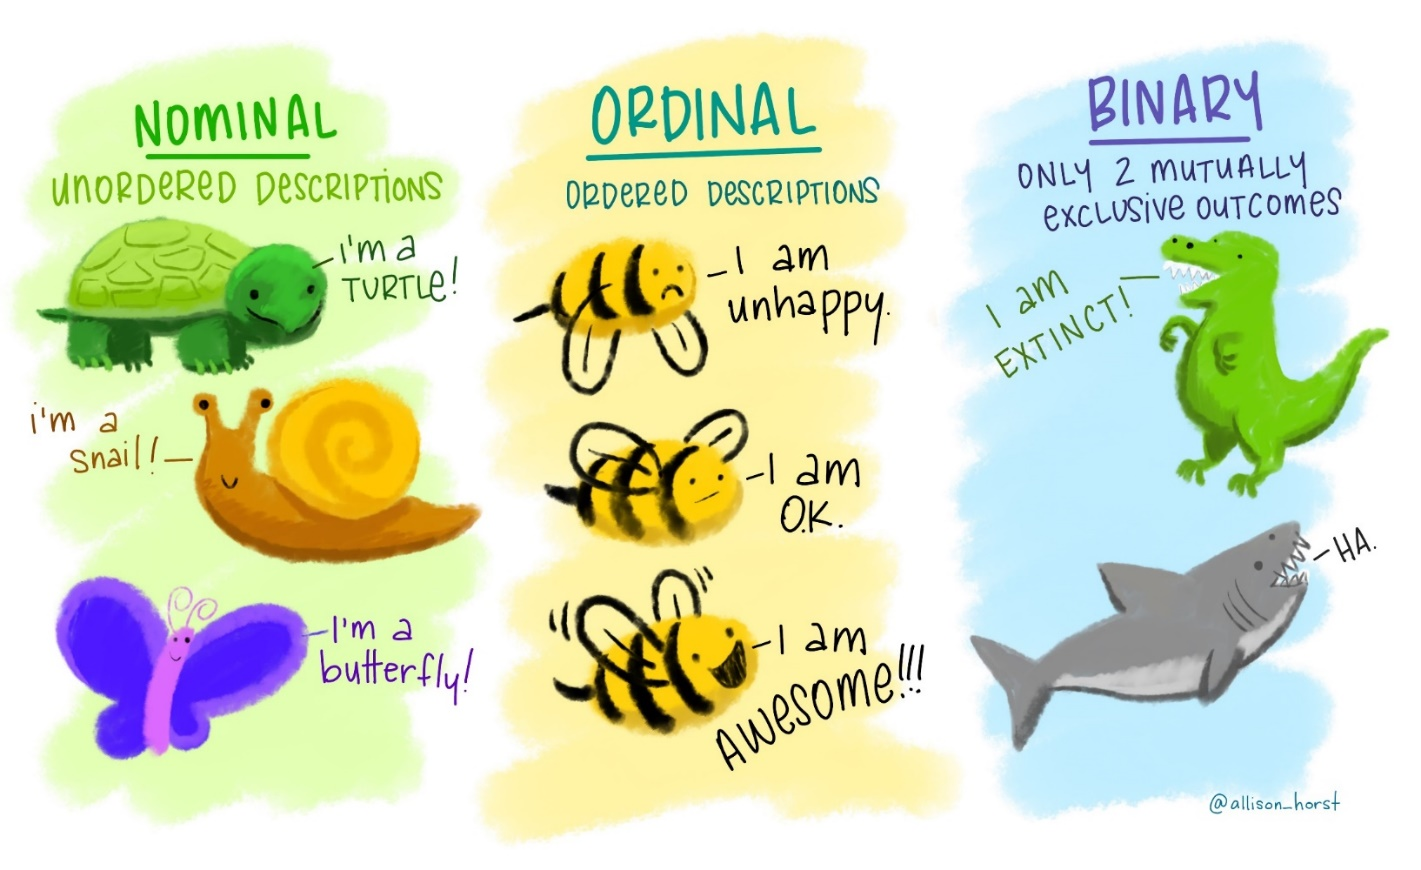 NOMINAL
UNORDERED DESCRIPTIONS
i'm a
TURTLE!
i'm a
snail!
I'm a
butterfly!
ORDINAL
ORDERED DESCRIPTIONS
I am
unhappy.
I am
O.K.
I am
AWESOME!!!
BINARY
ONLY 2 MUTUALLY
EXCLUSIVE OUTCOMES
I am
EXTINCT!
HA.
@allison_horst